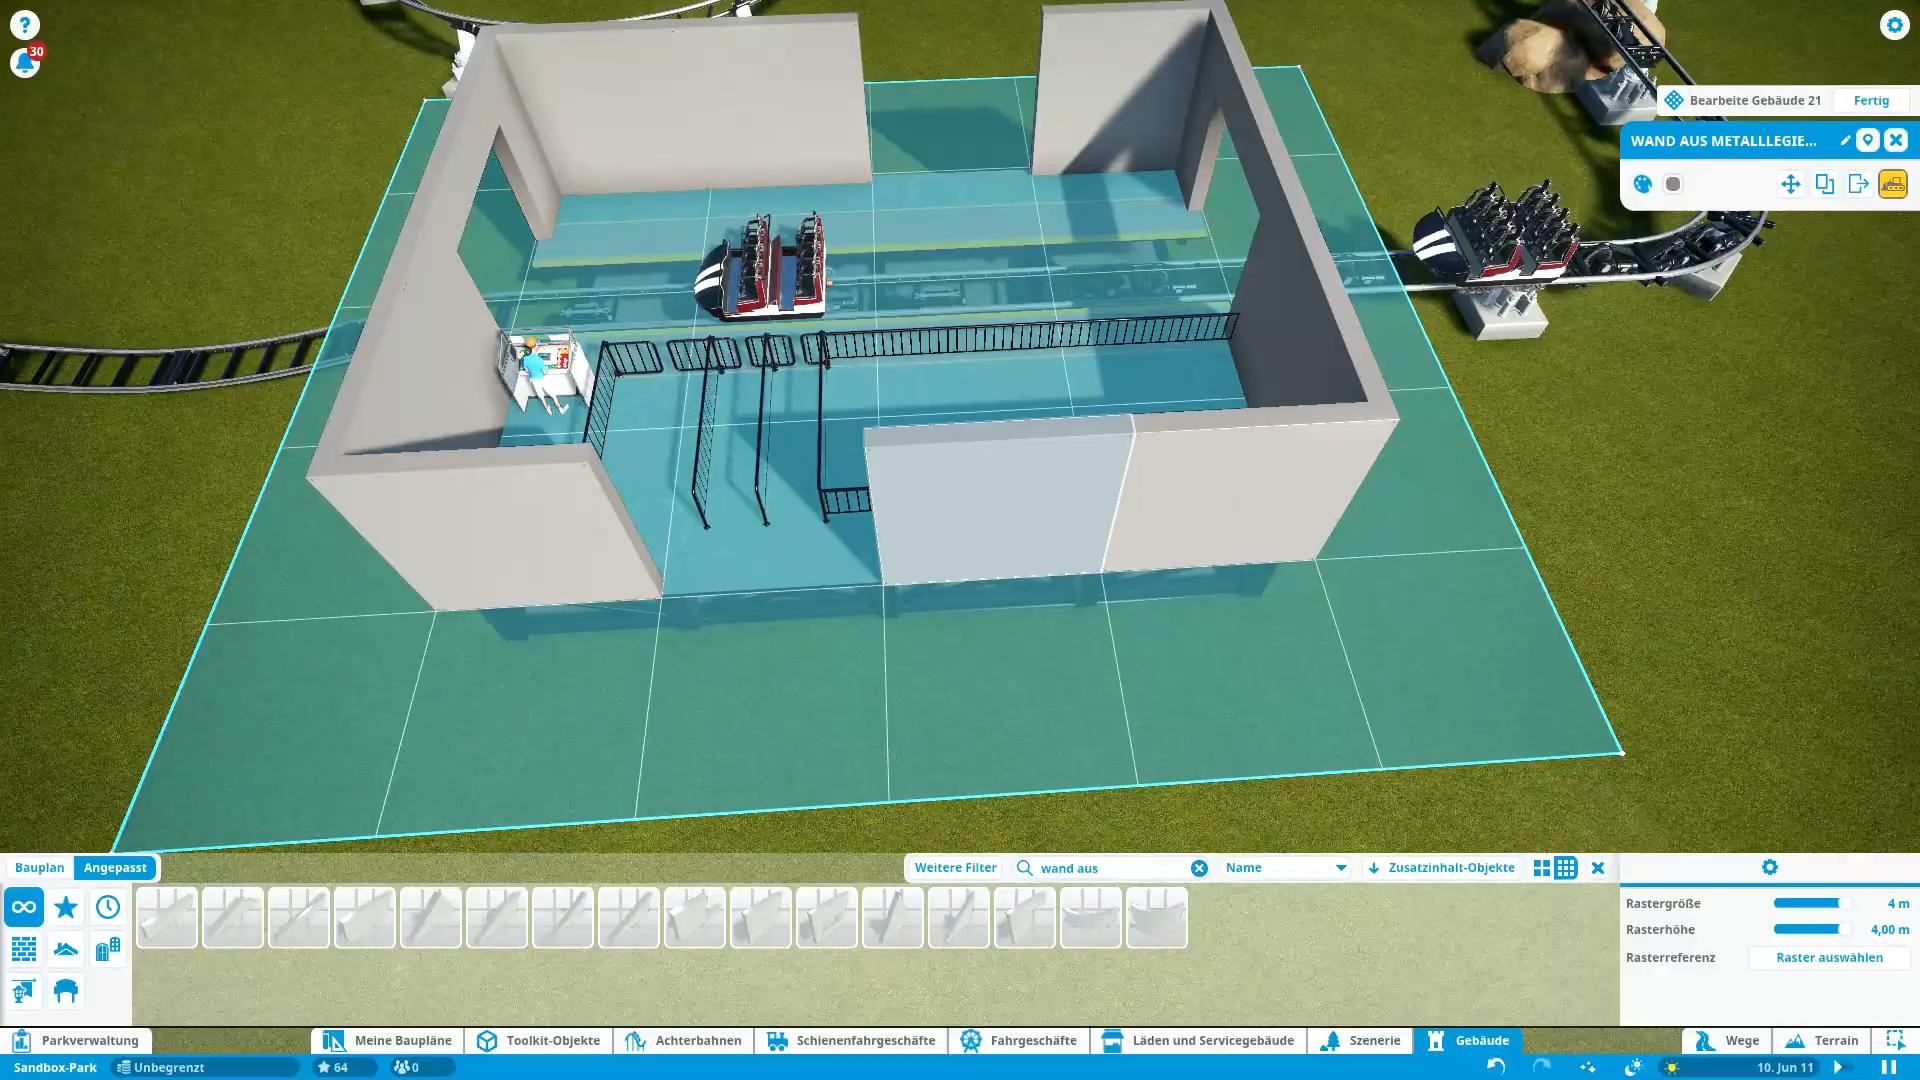 ?
30
Bearbeite Gebäude 21
Fertig
WAND AUS METALLLEGIE...
Bauplan
Angepasst
Weitere Filter
wand aus
Name
Zusatzinhalt-Objekte
Rastergröße
4 m
Rasterhöhe
4,00 m
Rasterreferenz
Raster auswählen
Parkverwaltung
Meine Baupläne
Toolkit-Objekte
Achterbahnen
Schienenfahrgeschäfte
Fahrgeschäfte
Läden und Servicegebäude
Szenerie
Gebäude
Wege
Terrain
Sandbox-Park
Unbegrenzt
64
0
10. Jun 11